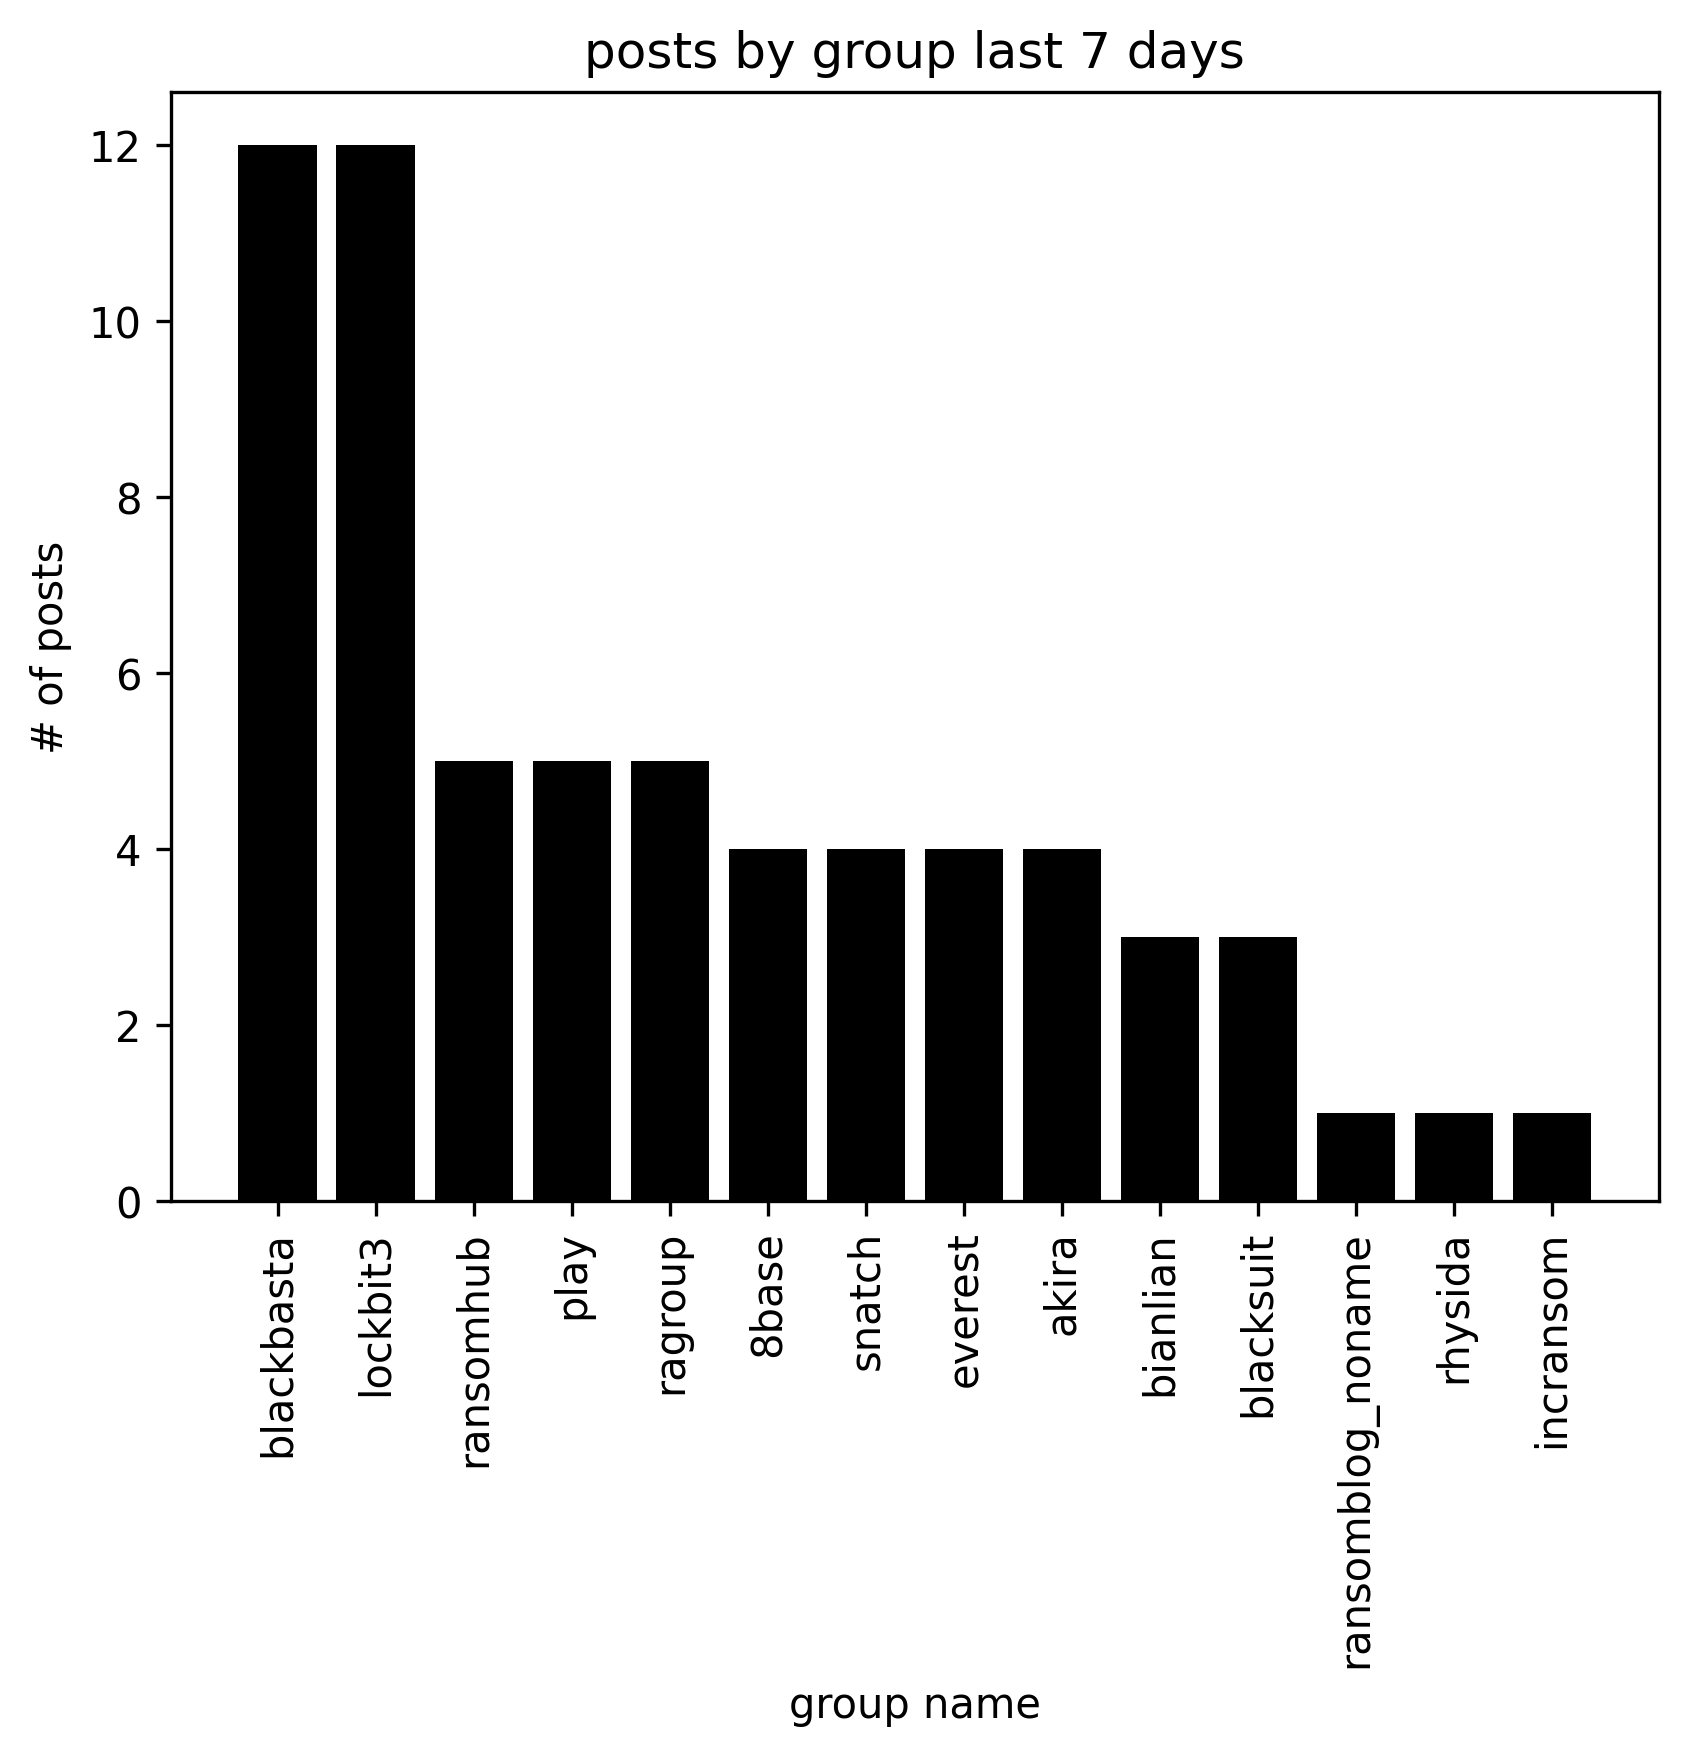 posts by group last 7 days
# of posts
12
10
8
6
4
2
0
blackbasta
lockbit3
ransomhub
play
ragroup
8base
snatch
everest
akira
bianlian
blacksuit
ransomblog_noname
rhysida
incransom
group name